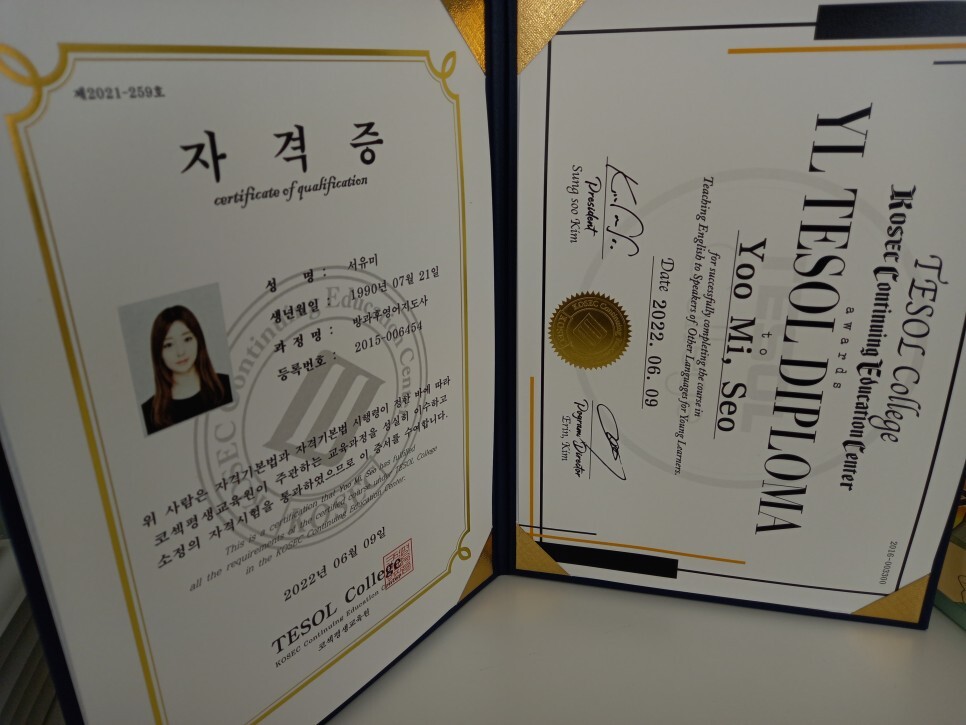 제2021-259호
자 격 증
certificate of qualification
성 명 : 서유미
생년월일 : 1990년 07월 21일
과 정 명 : 방과후영어지도사
등록번호 : 2015-006454
위 사람은 자격기본법과 자격기본법 시행령이 정한 바에 따라
코섹평생교육원이 주관하는 교육과정을 성실히 이수하고
소정의 자격시험을 통과하였으므로 이 증서를 수여합니다.
This is a certification that Yoo Mi Seo has fulfilled
all the requirements of the certified course under TESOL College
in the KOSEC Continuing Education Center.
2022년 06월 09일
TESOL College
KOSEC Continuing Education Center
코섹평생교육원
2016-003300
TESOL College
Kosec Continuing Education Center
awards
YL TESOL DIPLOMA
to
Yoo Mi, Seo
for successfully completing the course in
Teaching English to Speakers of Other Languages for Young Learners.
Date 2022. 06. 09
President
Sung soo Kim
Program Director
Erin, Kim
KOSEC C